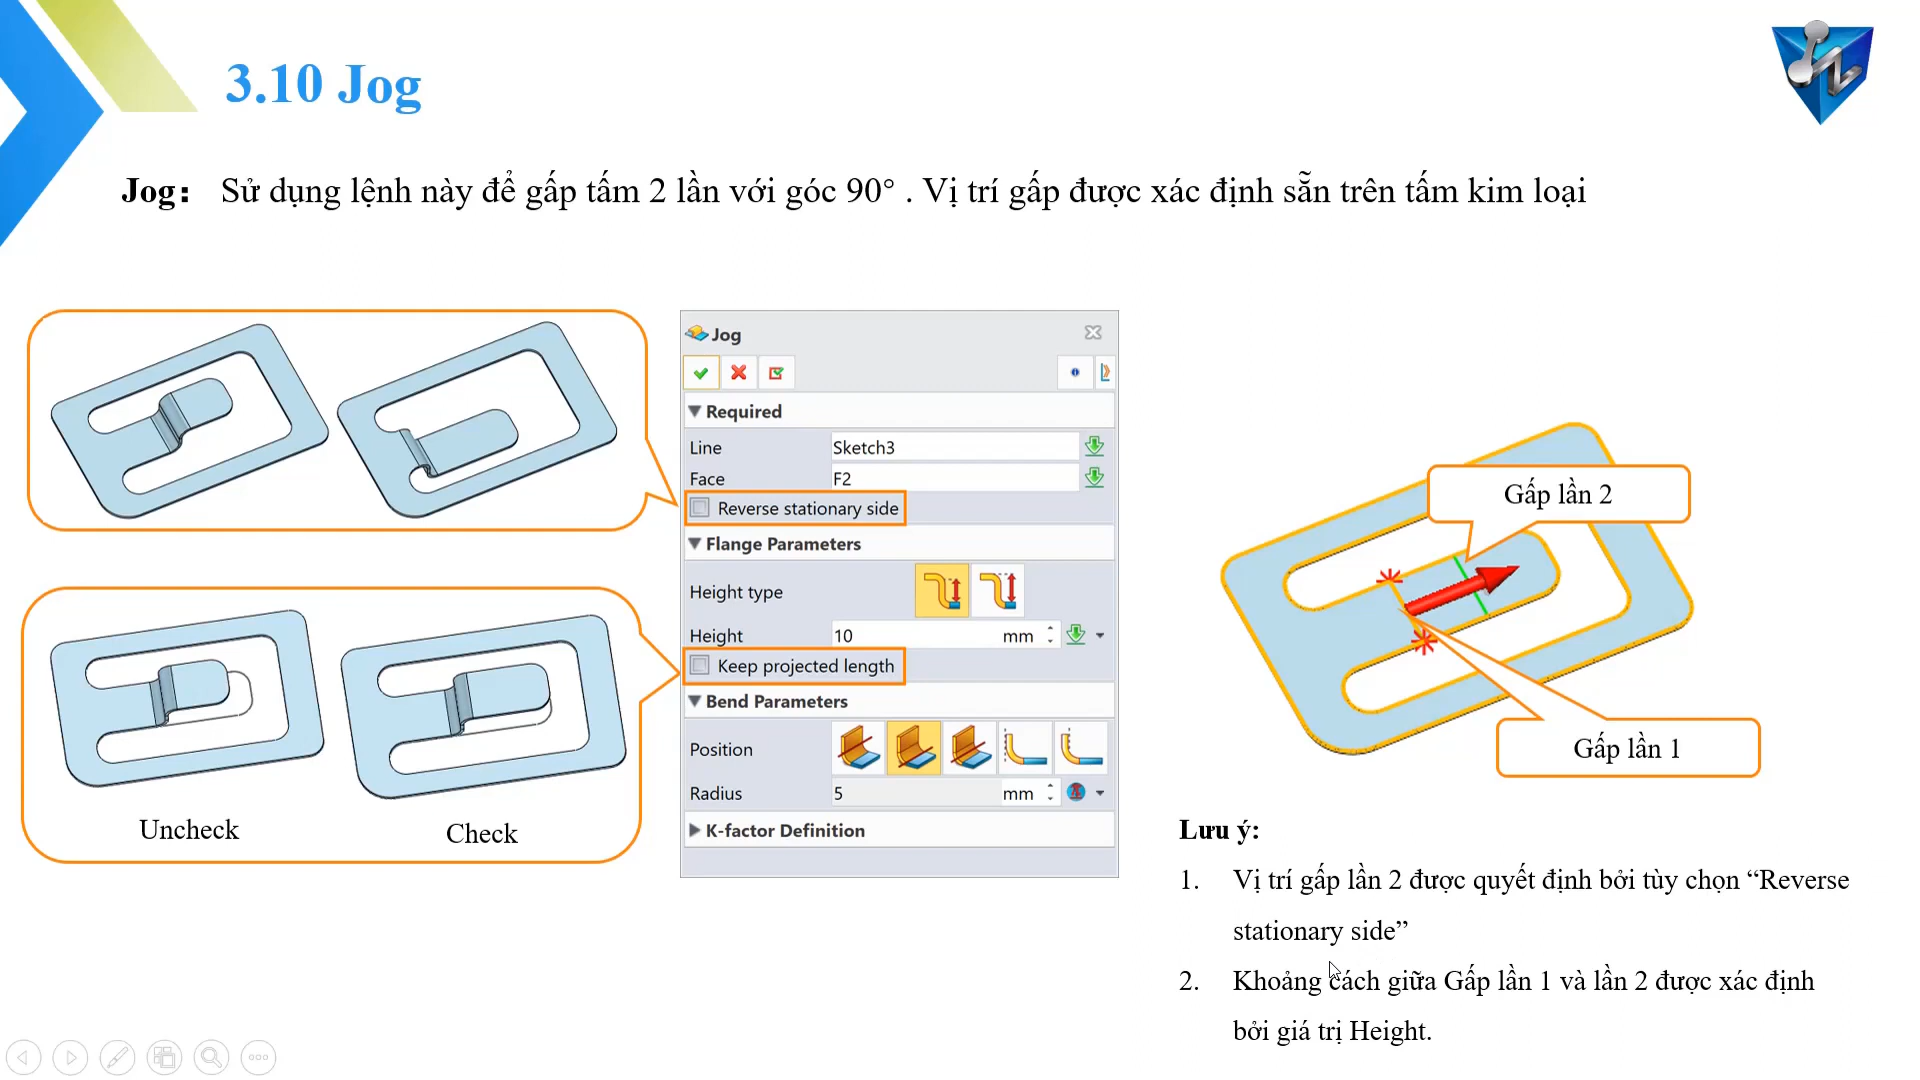 3.10 Jog
Jog: Sử dụng lệnh này để gấp tấm 2 lần với góc 90° . Vị trí gấp được xác định sẵn trên tấm kim loại
Uncheck
Check
Jog
Required
Line
Sketch3
Face
F2
Reverse stationary side
Flange Parameters
Height type
Height
10
mm
Keep projected length
Bend Parameters
Position
Radius
5
mm
K-factor Definition
Gấp lần 2
Gấp lần 1
Lưu ý:
1. Vị trí gấp lần 2 được quyết định bởi tùy chọn “Reverse
stationary side”
2. Khoảng cách giữa Gấp lần 1 và lần 2 được xác định
bởi giá trị Height.